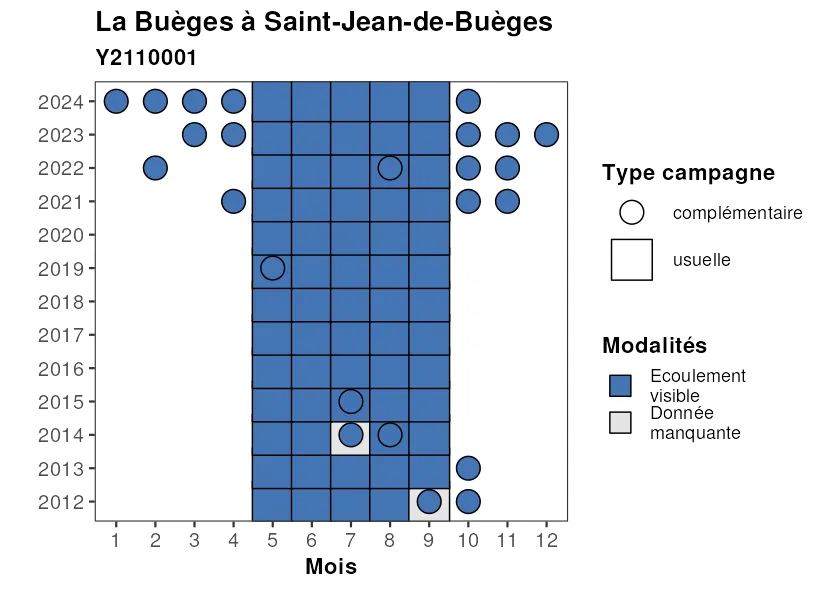 La Buèges à Saint-Jean-de-Buèges
Y2110001
2024
2023
2022
2021
2020
2019
2018
2017
2016
2015
2014
2013
2012
1 2 3 4 5 6 7 8 9 10 11 12
Mois
Type campagne
complémentaire
usuelle
Modalités
Ecoulement
visible
Donnée
manquante